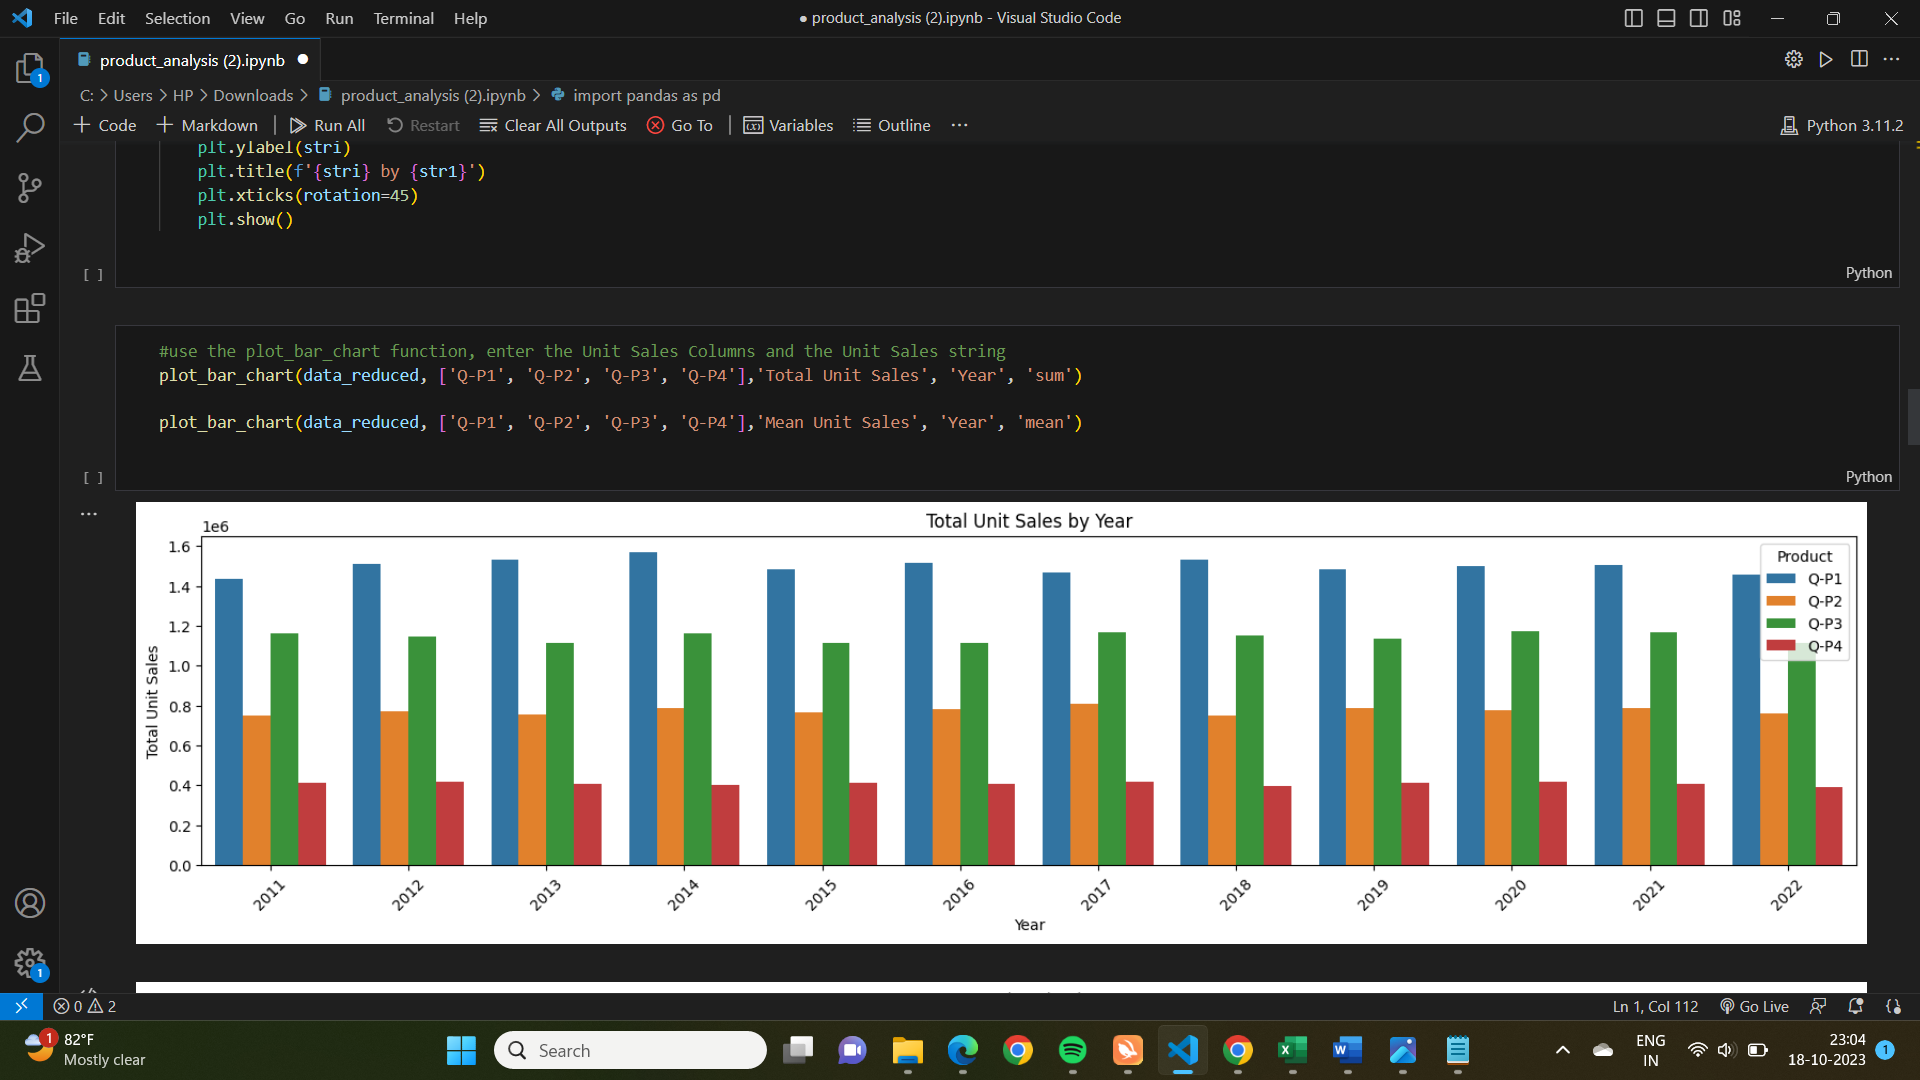 File Edit Selection View Go Run Terminal Help
● product_analysis (2).ipynb - Visual Studio Code
product_analysis (2).ipynb
1
C: > Users > HP > Downloads > product_analysis (2).ipynb > import pandas as pd
+ Code + Markdown | Run All Restart Clear All Outputs Go To | Variables Outline ...
Python 3.11.2
plt.ylabel(stri)
plt.title(f'{stri} by {str1}')
plt.xticks(rotation=45)
plt.show()
[ ]
Python
#use the plot_bar_chart function, enter the Unit Sales Columns and the Unit Sales string
plot_bar_chart(data_reduced, ['Q-P1', 'Q-P2', 'Q-P3', 'Q-P4'],'Total Unit Sales', 'Year', 'sum')
plot_bar_chart(data_reduced, ['Q-P1', 'Q-P2', 'Q-P3', 'Q-P4'],'Mean Unit Sales', 'Year', 'mean')
[ ]
Python
...
Total Unit Sales by Year
1e6
1.6
1.4
1.2
1.0
0.8
0.6
0.4
0.2
0.0
Total Unit Sales
Product
Q-P1
Q-P2
Q-P3
Q-P4
2011 2012 2013 2014 2015 2016 2017 2018 2019 2020 2021 2022
Year
1
0 2
Ln 1, Col 112 Go Live
1
82°F
Mostly clear
Search
ENG
IN
23:04
18-10-2023
1